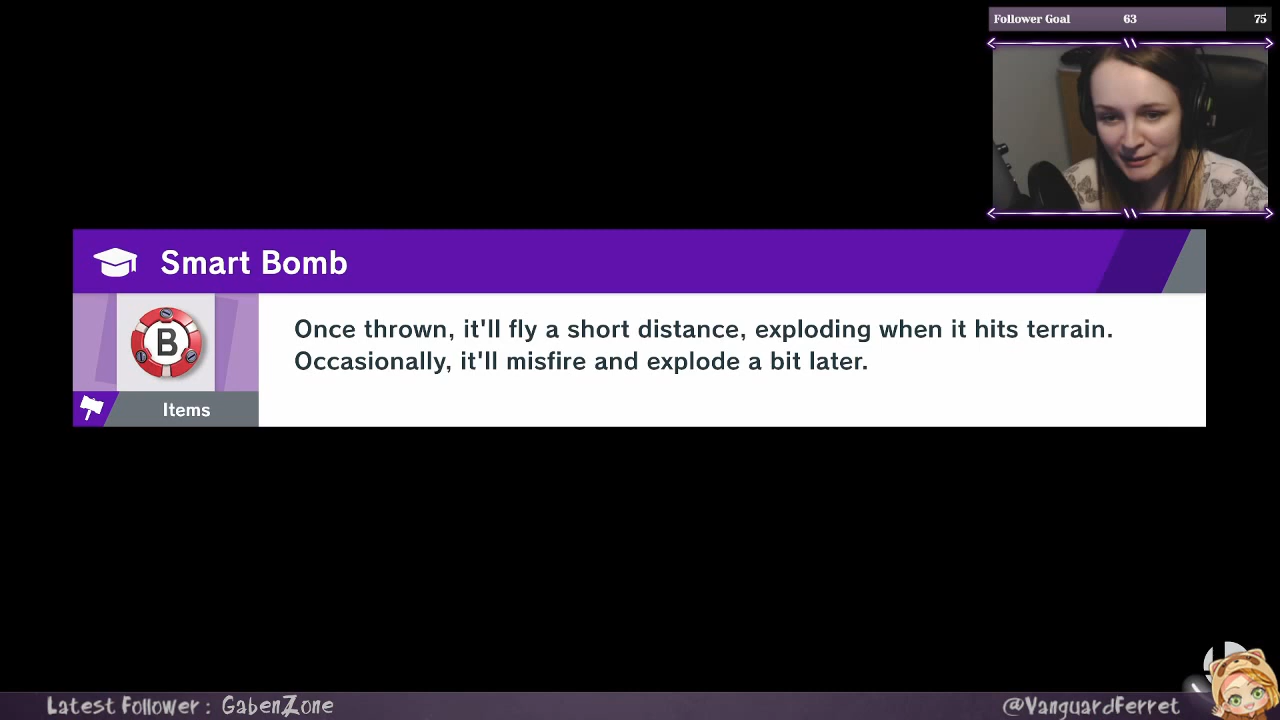 Follower Goal 63 75
Smart Bomb
B
Once thrown, it'll fly a short distance, exploding when it hits terrain.
Occasionally, it'll misfire and explode a bit later.
Items
Latest Follower : GabenZone
@VanguardFerret